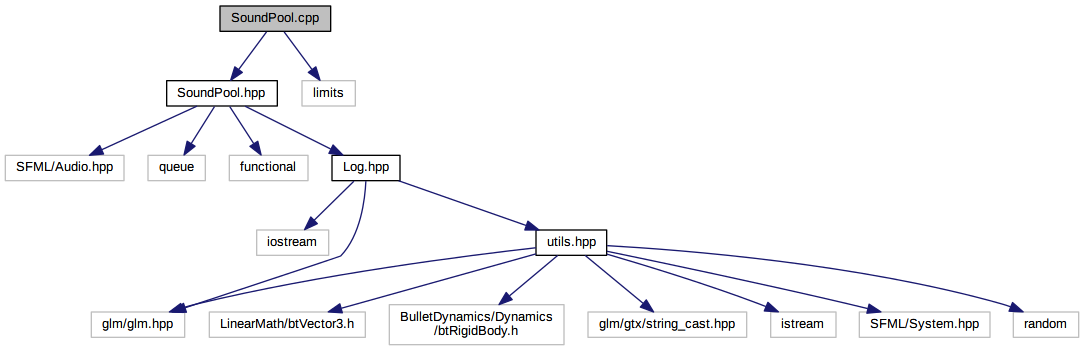 SoundPool.cpp
SoundPool.hpp
limits
SFML/Audio.hpp
queue
functional
Log.hpp
iostream
utils.hpp
glm/glm.hpp
LinearMath/btVector3.h
BulletDynamics/Dynamics
/btRigidBody.h
glm/gtx/string_cast.hpp
istream
SFML/System.hpp
random